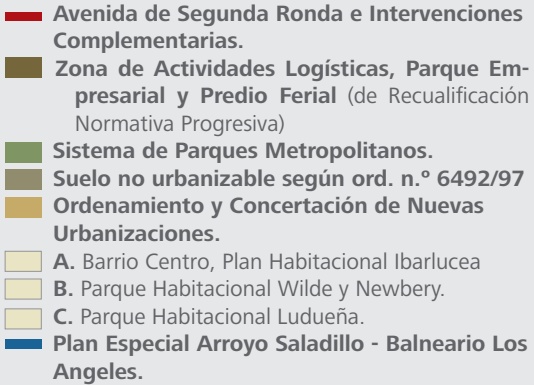 Avenida de Segunda Ronda e Intervenciones
Complementarias.
Zona de Actividades Logísticas, Parque Em-
presarial y Predio Ferial (de Recualificación
Normativa Progresiva)
Sistema de Parques Metropolitanos.
Suelo no urbanizable según ord. n.º 6492/97
Ordenamiento y Concertación de Nuevas
Urbanizaciones.
A. Barrio Centro, Plan Habitacional Ibarlucea
B. Parque Habitacional Wilde y Newbery.
C. Parque Habitacional Ludueña.
Plan Especial Arroyo Saladillo - Balneario Los
Angeles.